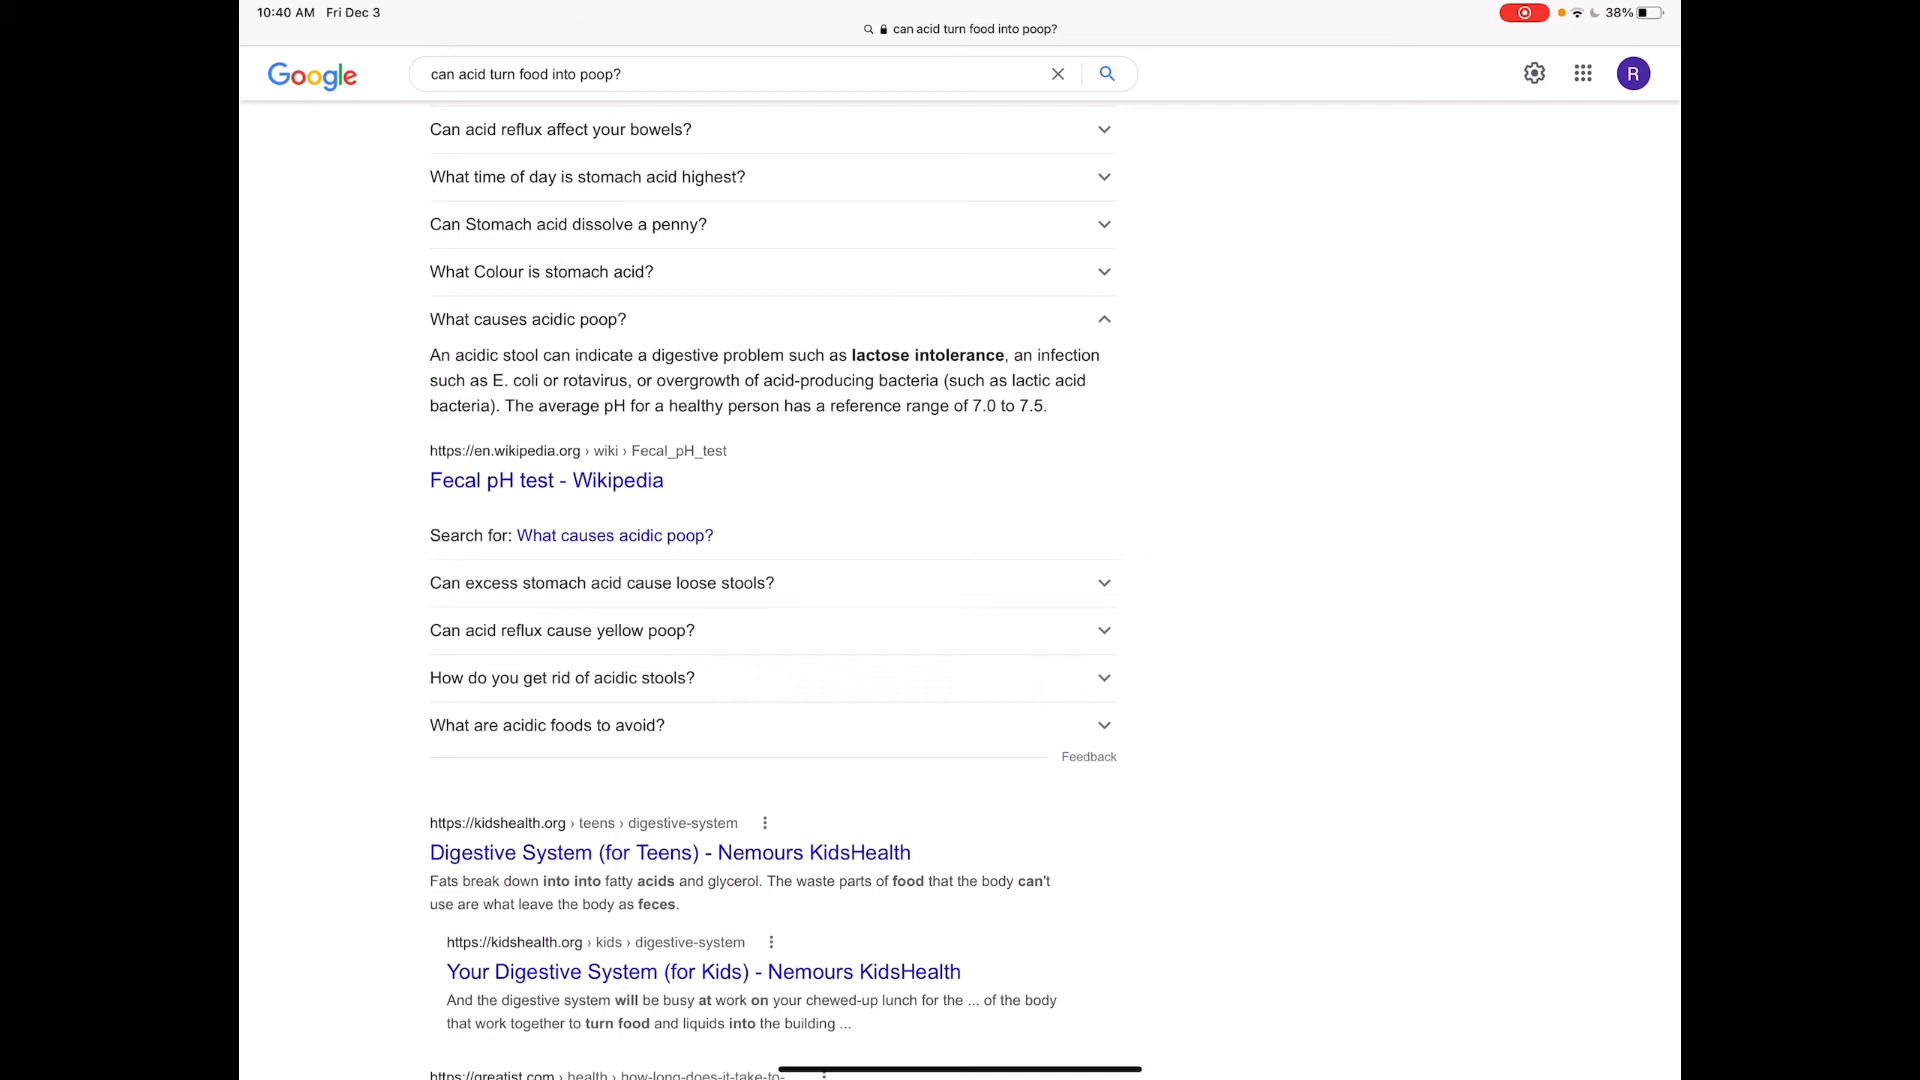 10:40 AM Fri Dec 3
38%
can acid turn food into poop?
Google
can acid turn food into poop?
R
Can acid reflux affect your bowels?
What time of day is stomach acid highest?
Can Stomach acid dissolve a penny?
What Colour is stomach acid?
What causes acidic poop?
An acidic stool can indicate a digestive problem such as lactose intolerance, an infection
such as E. coli or rotavirus, or overgrowth of acid-producing bacteria (such as lactic acid
bacteria). The average pH for a healthy person has a reference range of 7.0 to 7.5.
https://en.wikipedia.org › wiki › Fecal_pH_test
Fecal pH test - Wikipedia
Search for: What causes acidic poop?
Can excess stomach acid cause loose stools?
Can acid reflux cause yellow poop?
How do you get rid of acidic stools?
What are acidic foods to avoid?
Feedback
https://kidshealth.org › teens › digestive-system
Digestive System (for Teens) - Nemours KidsHealth
Fats break down into into fatty acids and glycerol. The waste parts of food that the body can't
use are what leave the body as feces.
https://kidshealth.org › kids › digestive-system
Your Digestive System (for Kids) - Nemours KidsHealth
And the digestive system will be busy at work on your chewed-up lunch for the ... of the body
that work together to turn food and liquids into the building ...
https://greatist.com › health › how-long-does-it-take-to-